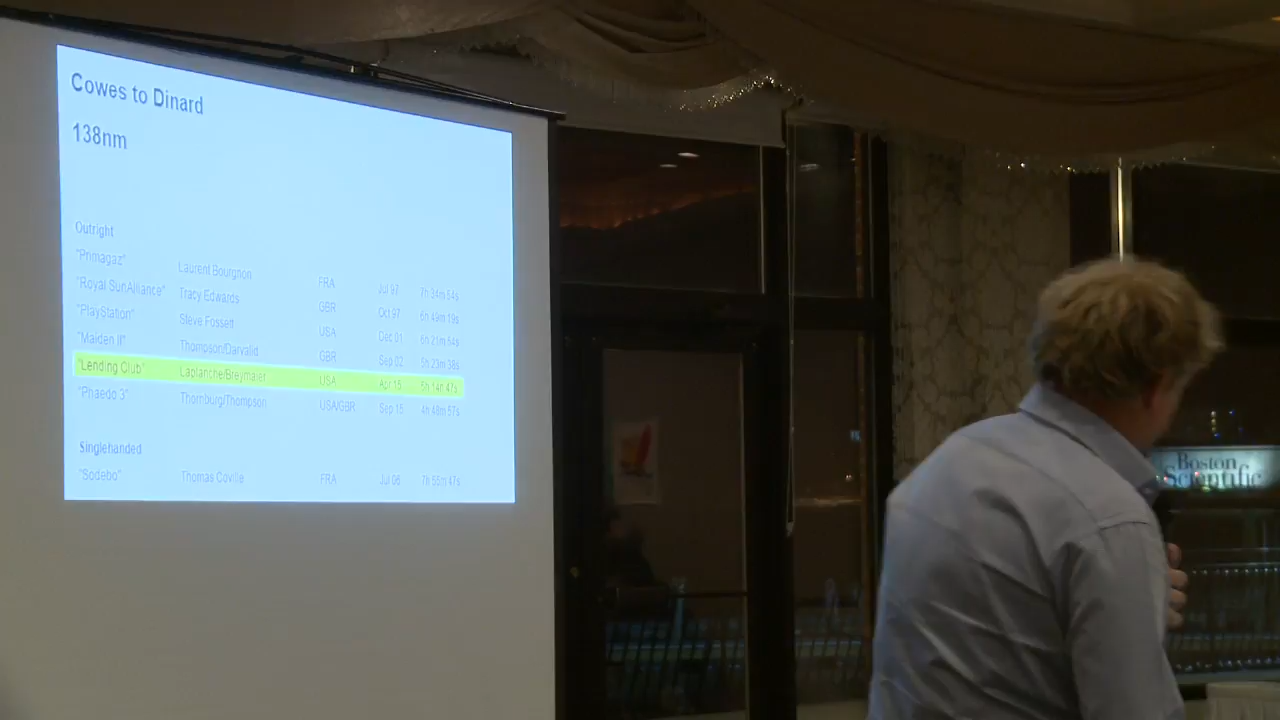 Cowes to Dinard
138nm
Outright
"Primagaz" Laurent Bourgnon FRA Jul 97 7h 34m 54s
"Royal SunAlliance" Tracy Edwards GBR Oct 97 6h 49m 19s
"PlayStation" Steve Fossett USA Dec 01 6h 21m 54s
"Maiden II" Thompson/Darvalid GBR Sep 02 5h 23m 38s
"Lending Club" Laplanche/Breymaier USA Apr 15 5h 14m 47s
"Phaedo 3" Thornburg/Thompson USA/GBR Sep 15 4h 48m 57s
Singlehanded
"Sodebo" Thomas Coville FRA Jul 06 7h 55m 47s
Boston
Scientific